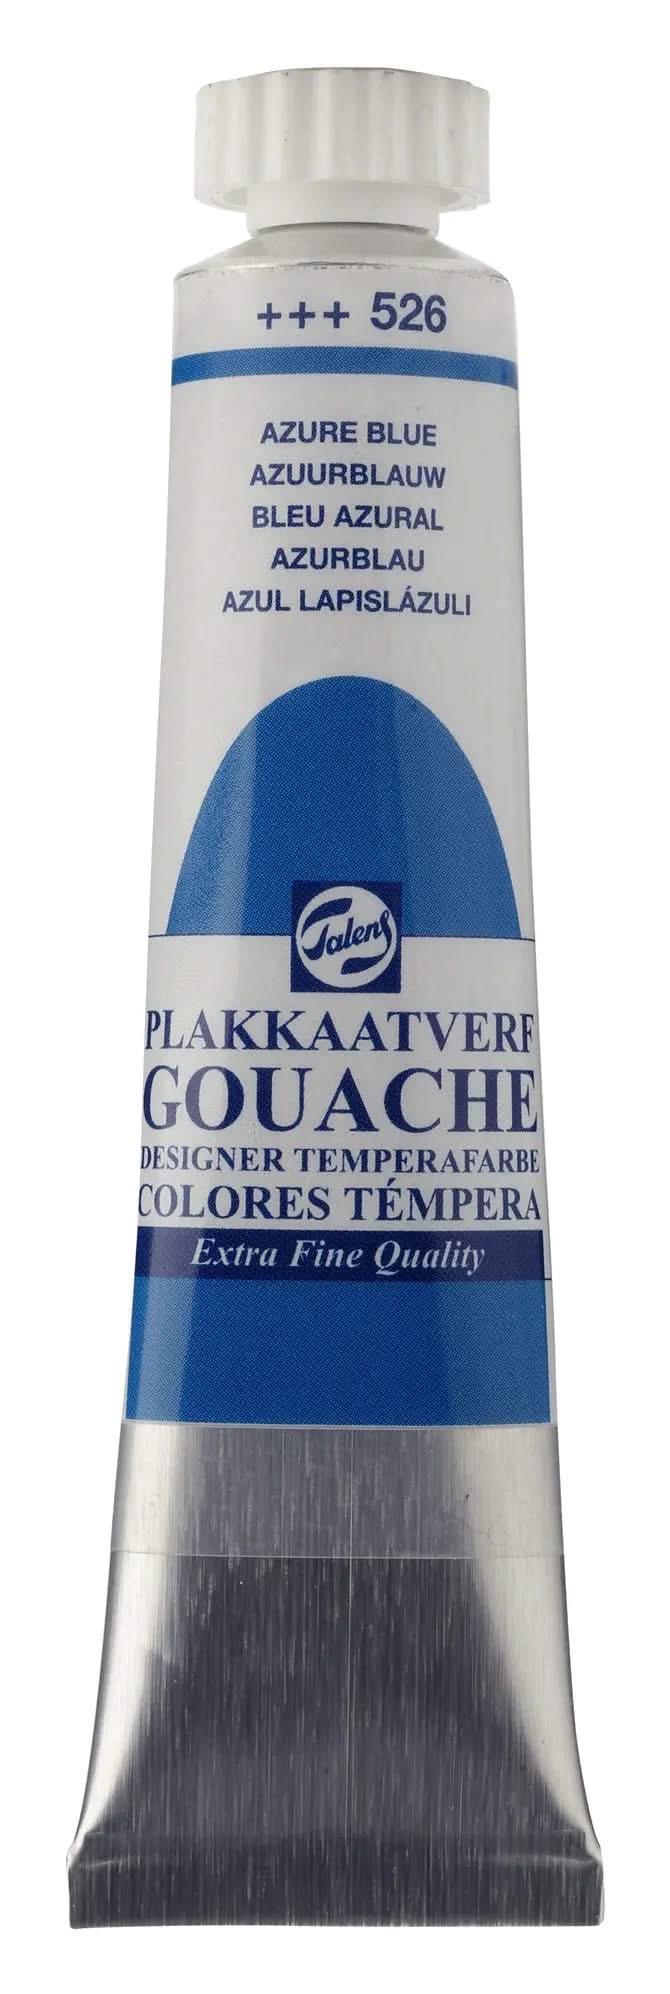 +++ 526
AZURE BLUE
AZUURBLAUW
BLEU AZURAL
AZURBLAU
AZUL LAPISLÁZULI
Talens
PLAKKAATVERF
GOUACHE
DESIGNER TEMPERAFARBE
COLORES TÉMPERA
Extra Fine Quality